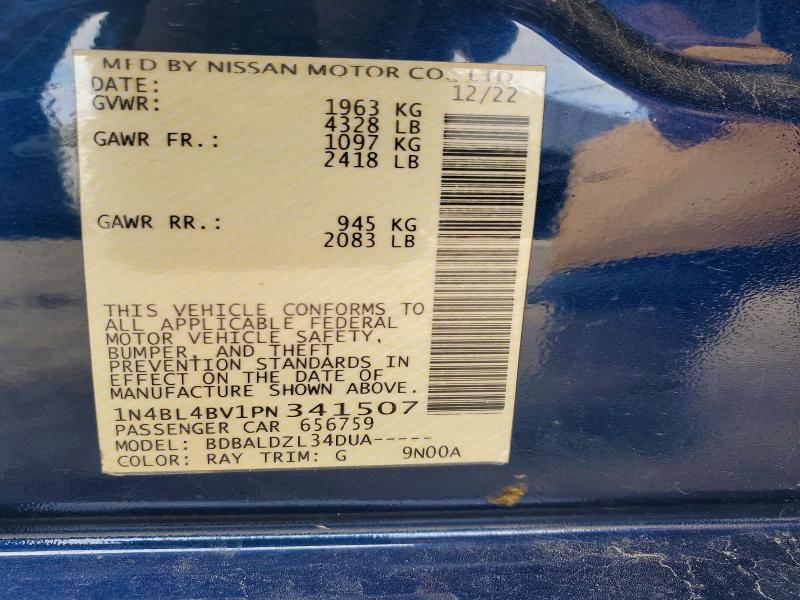 MFD BY NISSAN MOTOR CO., LTD.
DATE: 12/22
GVWR: 1963 KG
4328 LB
GAWR FR.: 1097 KG
2418 LB
GAWR RR.: 945 KG
2083 LB
THIS VEHICLE CONFORMS TO
ALL APPLICABLE FEDERAL
MOTOR VEHICLE SAFETY,
BUMPER, AND THEFT
PREVENTION STANDARDS IN
EFFECT ON THE DATE OF
MANUFACTURE SHOWN ABOVE.
1N4BL4BV1PN341507
PASSENGER CAR 656759
MODEL: BDBALDZL34DUA-----
COLOR: RAY TRIM: G 9N00A